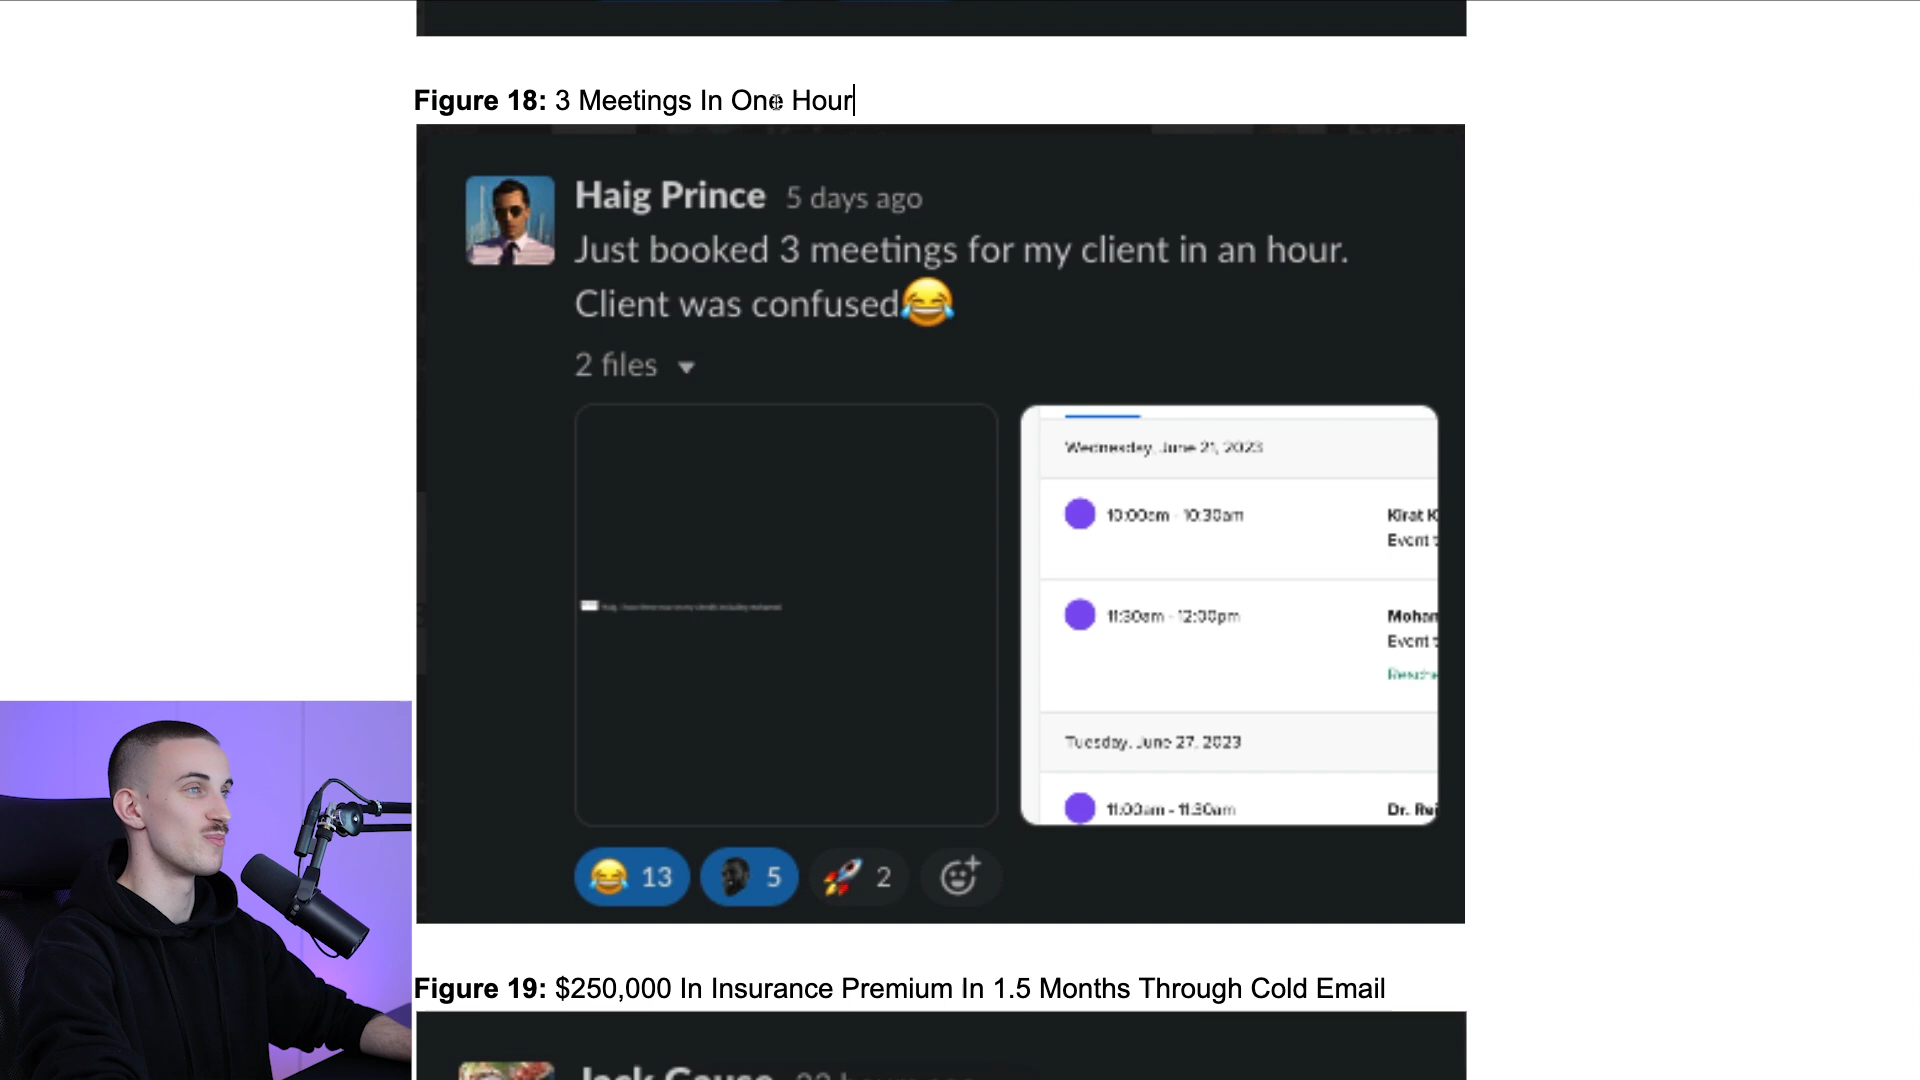 Figure 18: 3 Meetings In One Hour
Haig Prince 5 days ago
Just booked 3 meetings for my client in an hour.
Client was confused😂
2 files
Wednesday, June 21, 2023
10:00am - 10:30am
Kirat K
Event t
11:30am - 12:00pm
Moham
Event t
Resche
Tuesday, June 27, 2023
11:00am - 11:30am
Dr. Rei
13 5 2
Figure 19: $250,000 In Insurance Premium In 1.5 Months Through Cold Email